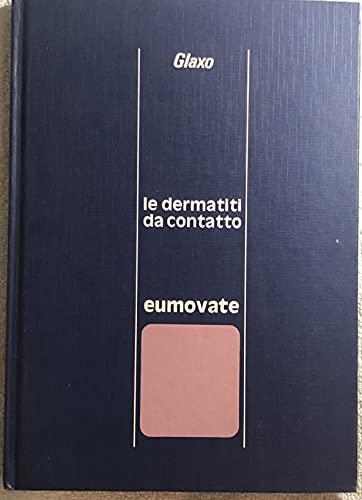 Glaxo
le dermatiti
da contatto
eumovate